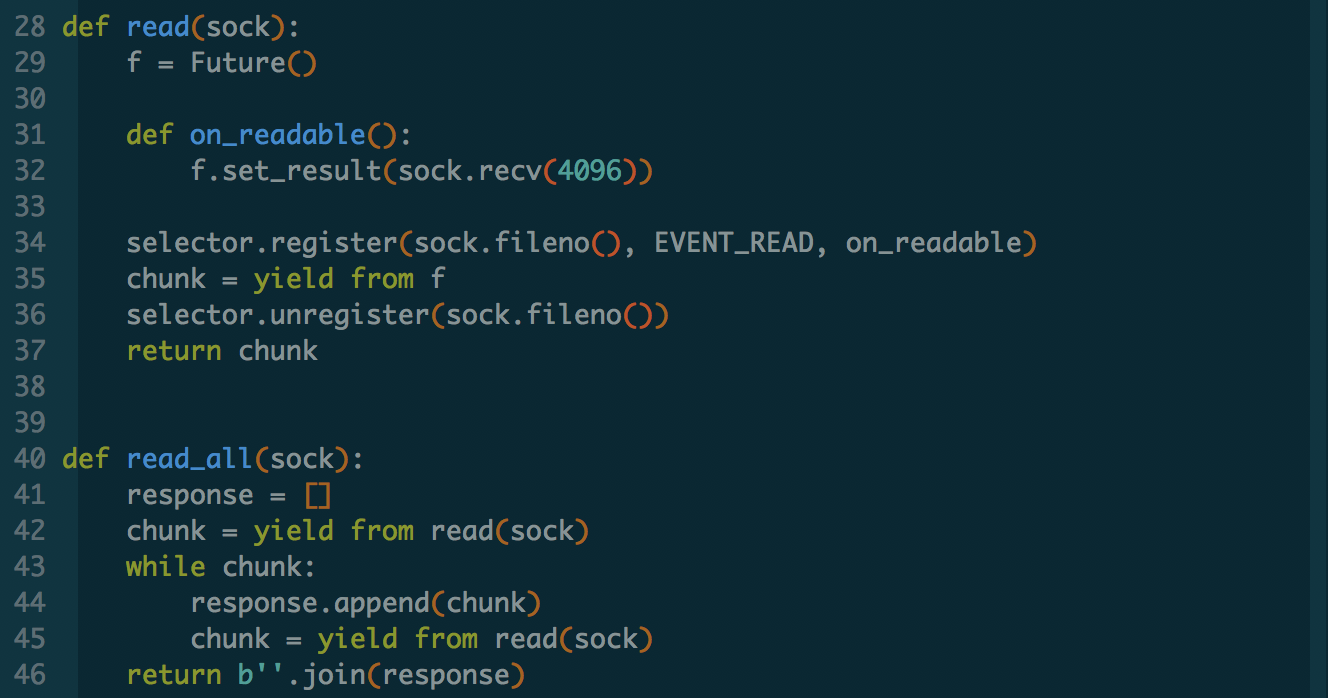 28 def read(sock):
29     f = Future()
30
31     def on_readable():
32         f.set_result(sock.recv(4096))
33
34     selector.register(sock.fileno(), EVENT_READ, on_readable)
35     chunk = yield from f
36     selector.unregister(sock.fileno())
37     return chunk
38
39
40 def read_all(sock):
41     response = []
42     chunk = yield from read(sock)
43     while chunk:
44         response.append(chunk)
45         chunk = yield from read(sock)
46     return b''.join(response)